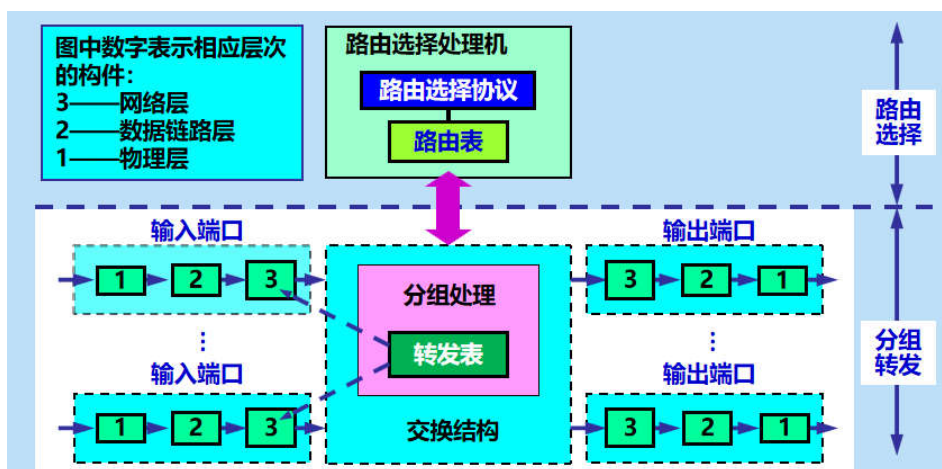 图中数字表示相应层次
的构件：
3——网络层
2——数据链路层
1——物理层
路由选择处理机
路由选择协议
路由表
路由
选择
输入端口
1
2
3
⋮
输入端口
1
2
3
分组处理
转发表
交换结构
输出端口
3
2
1
⋮
输出端口
3
2
1
分组
转发